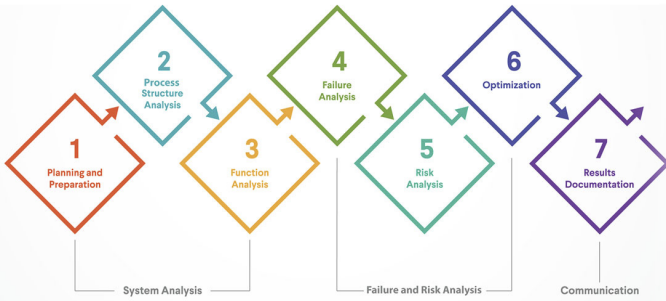 1
Planning and
Preparation
2
Process
Structure
Analysis
3
Function
Analysis
4
Failure
Analysis
5
Risk
Analysis
6
Optimization
7
Results
Documentation
System Analysis
Failure and Risk Analysis
Communication